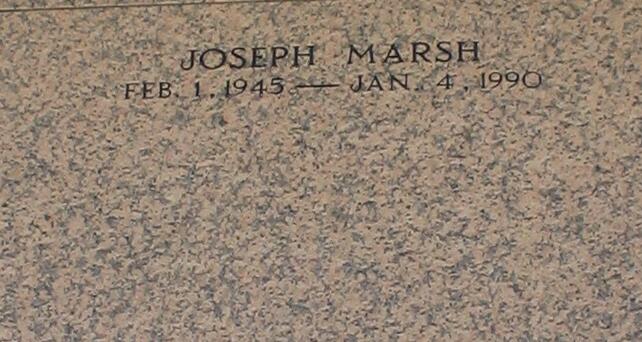 JOSEPH MARSH
FEB. 1, 1945 — JAN. 4, 1990